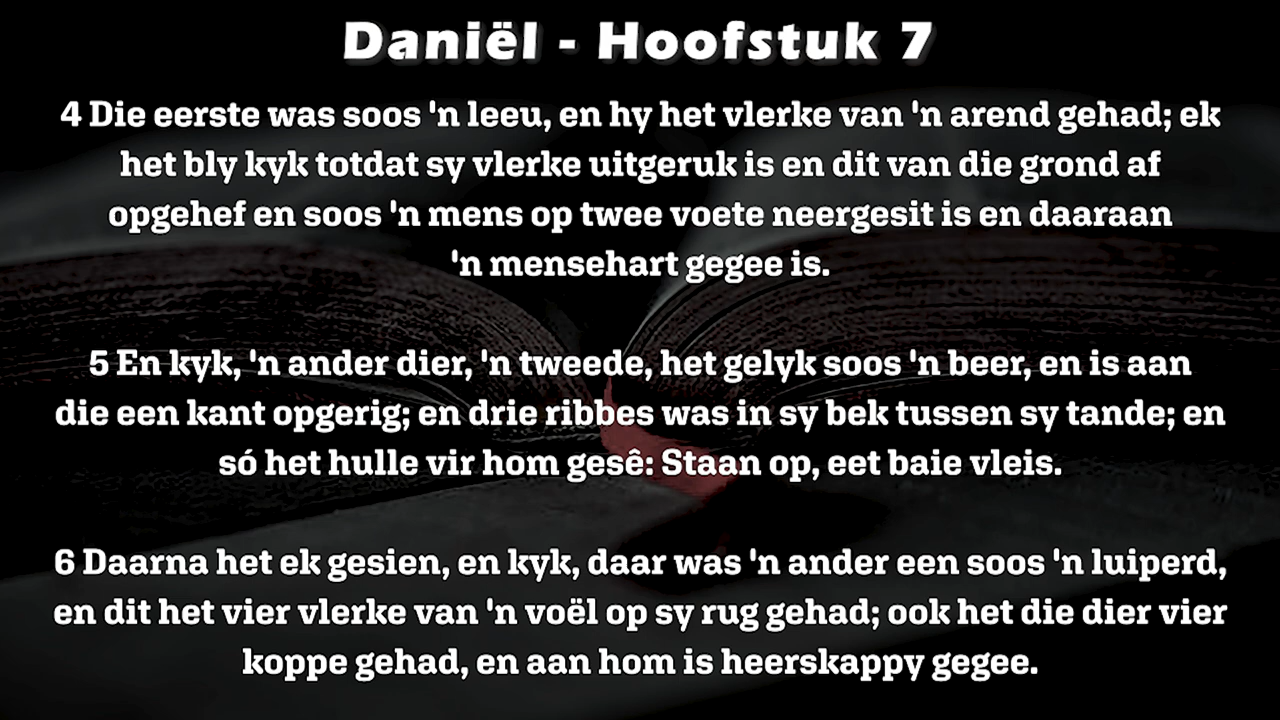 Daniël - Hoofstuk 7
4 Die eerste was soos 'n leeu, en hy het vlerke van 'n arend gehad; ek
het bly kyk totdat sy vlerke uitgeruk is en dit van die grond af
opgehef en soos 'n mens op twee voete neergesit is en daaraan
'n mensehart gegee is.
5 En kyk, 'n ander dier, 'n tweede, het gelyk soos 'n beer, en is aan
die een kant opgerig; en drie ribbes was in sy bek tussen sy tande; en
só het hulle vir hom gesê: Staan op, eet baie vleis.
6 Daarna het ek gesien, en kyk, daar was 'n ander een soos 'n luiperd,
en dit het vier vlerke van 'n voël op sy rug gehad; ook het die dier vier
koppe gehad, en aan hom is heerskappy gegee.